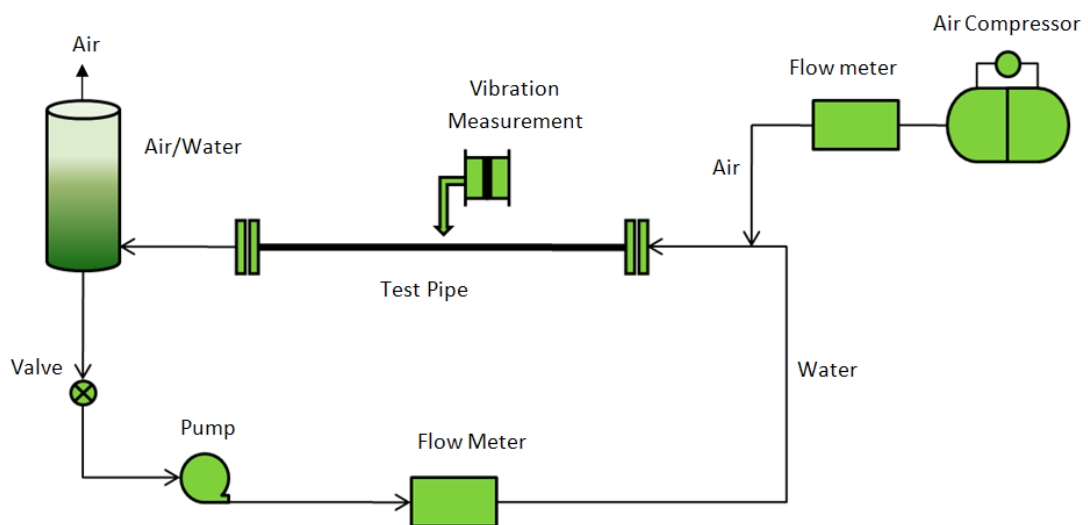 Air Compressor
Air
Flow meter
Vibration
Measurement
Air/Water
Air
Test Pipe
Valve
Water
Pump
Flow Meter